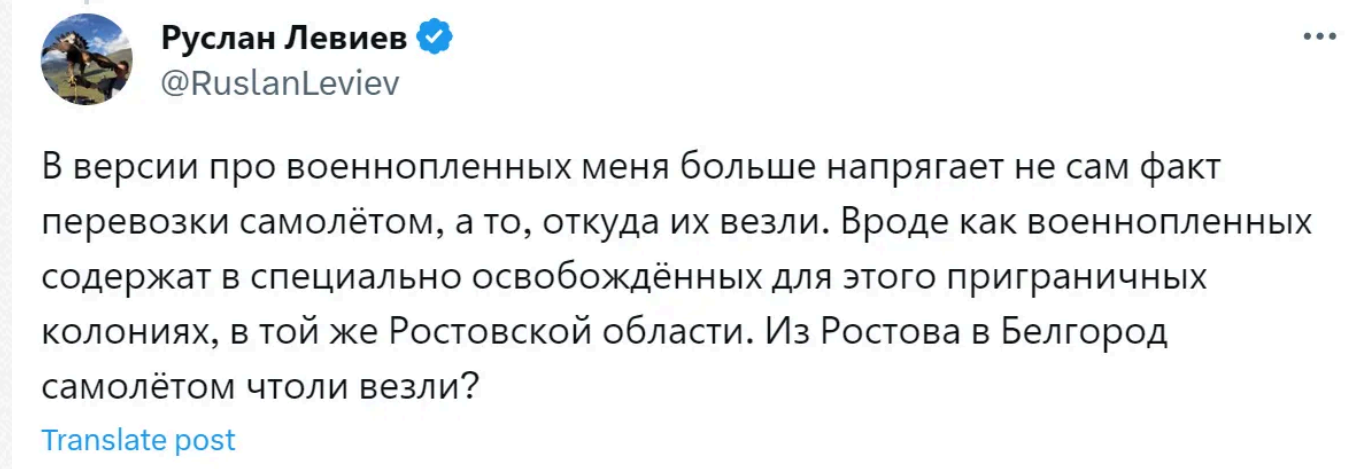 Руслан Левиев
@RuslanLeviev
В версии про военнопленных меня больше напрягает не сам факт
перевозки самолётом, а то, откуда их везли. Вроде как военнопленных
содержат в специально освобождённых для этого приграничных
колониях, в той же Ростовской области. Из Ростова в Белгород
самолётом чтоли везли?
Translate post